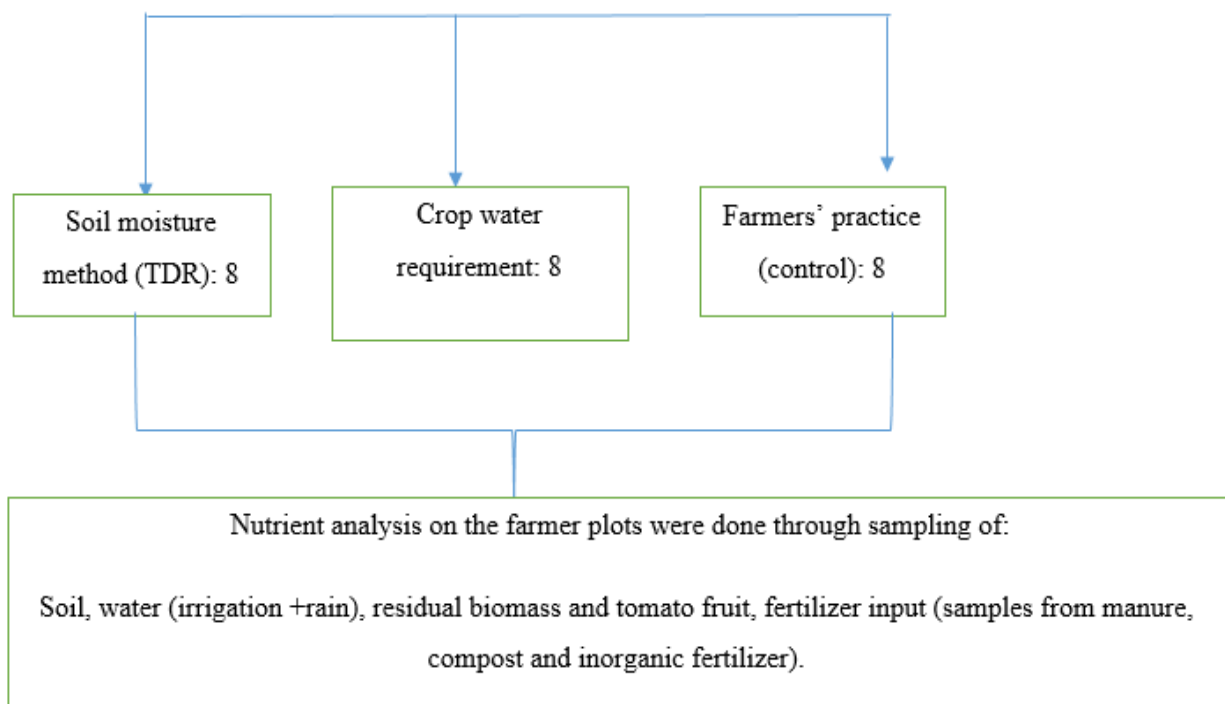 Soil moisture
method (TDR): 8
Crop water
requirement: 8
Farmers’ practice
(control): 8
Nutrient analysis on the farmer plots were done through sampling of:
Soil, water (irrigation +rain), residual biomass and tomato fruit, fertilizer input (samples from manure,
compost and inorganic fertilizer).